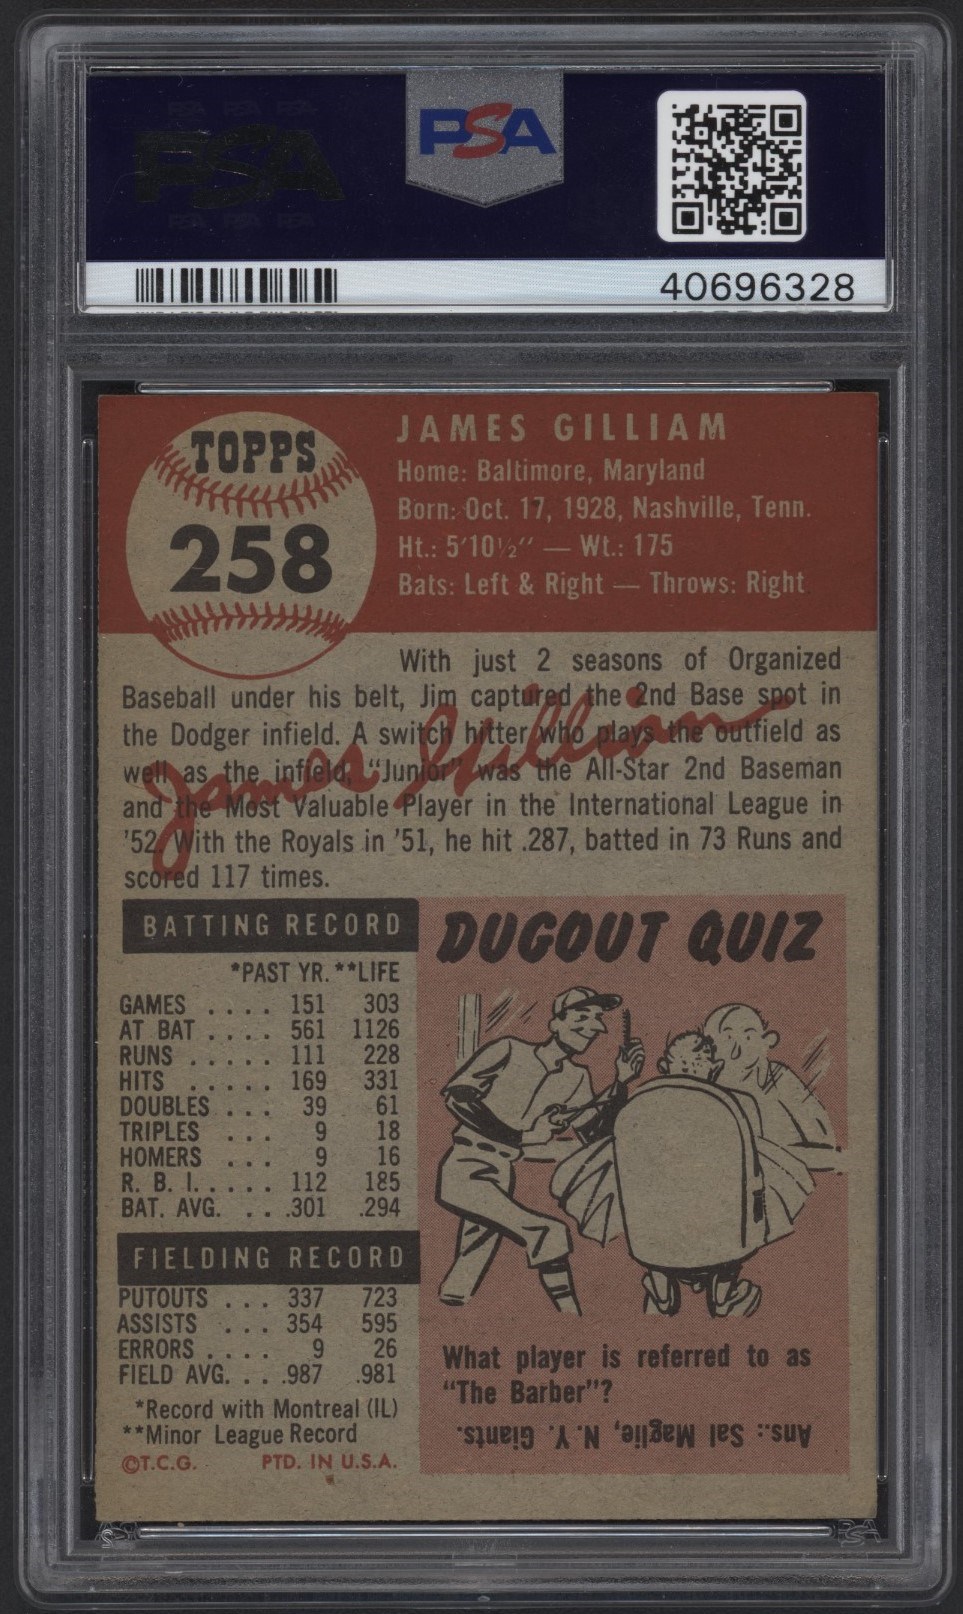 PSA
PSA
40696328
TOPPS
258
JAMES GILLIAM
Home: Baltimore, Maryland
Born: Oct. 17, 1928, Nashville, Tenn.
Ht.: 5'10½" — Wt.: 175
Bats: Left & Right — Throws: Right
With just 2 seasons of Organized
Baseball under his belt, Jim captured the 2nd Base spot in
the Dodger infield. A switch hitter who plays the outfield as
well as the infield, "Junior" was the All-Star 2nd Baseman
and the Most Valuable Player in the International League in
'52. With the Royals in '51, he hit .287, batted in 73 Runs and
scored 117 times.
James Gilliam
BATTING RECORD
*PAST YR. **LIFE
GAMES .... 151 303
AT BAT .... 561 1126
RUNS ..... 111 228
HITS ..... 169 331
DOUBLES ... 39 61
TRIPLES ... 9 18
HOMERS ... 9 16
R. B. I. .... 112 185
BAT. AVG. . . .301 .294
FIELDING RECORD
PUTOUTS ... 337 723
ASSISTS ... 354 595
ERRORS .... 9 26
FIELD AVG. . . .987 .981
*Record with Montreal (IL)
**Minor League Record
©T.C.G. PTD. IN U.S.A.
DUGOUT QUIZ
What player is referred to as
"The Barber"?
Ans.: Sal Maglie, N. Y. Giants.